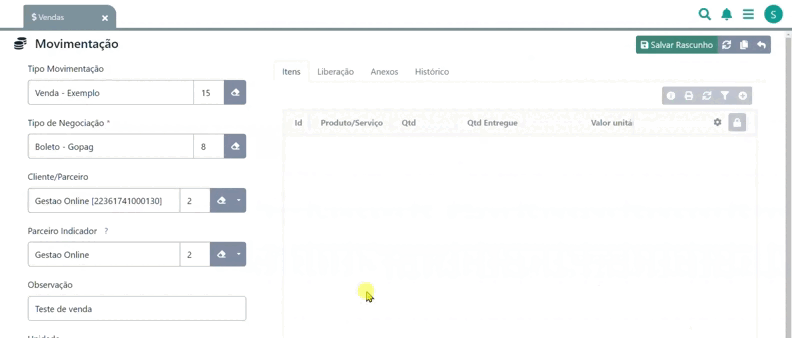 $ Vendas
S
Movimentação
Salvar Rascunho
Tipo Movimentação
Venda - Exemplo 15
Tipo de Negociação *
Boleto - Gopag 8
Cliente/Parceiro
Gestao Online [22361741000130] 2
Parceiro Indicador ?
Gestao Online 2
Observação
Teste de venda
Itens Liberação Anexos Histórico
Id Produto/Serviço Qtd Qtd Entregue Valor unitá